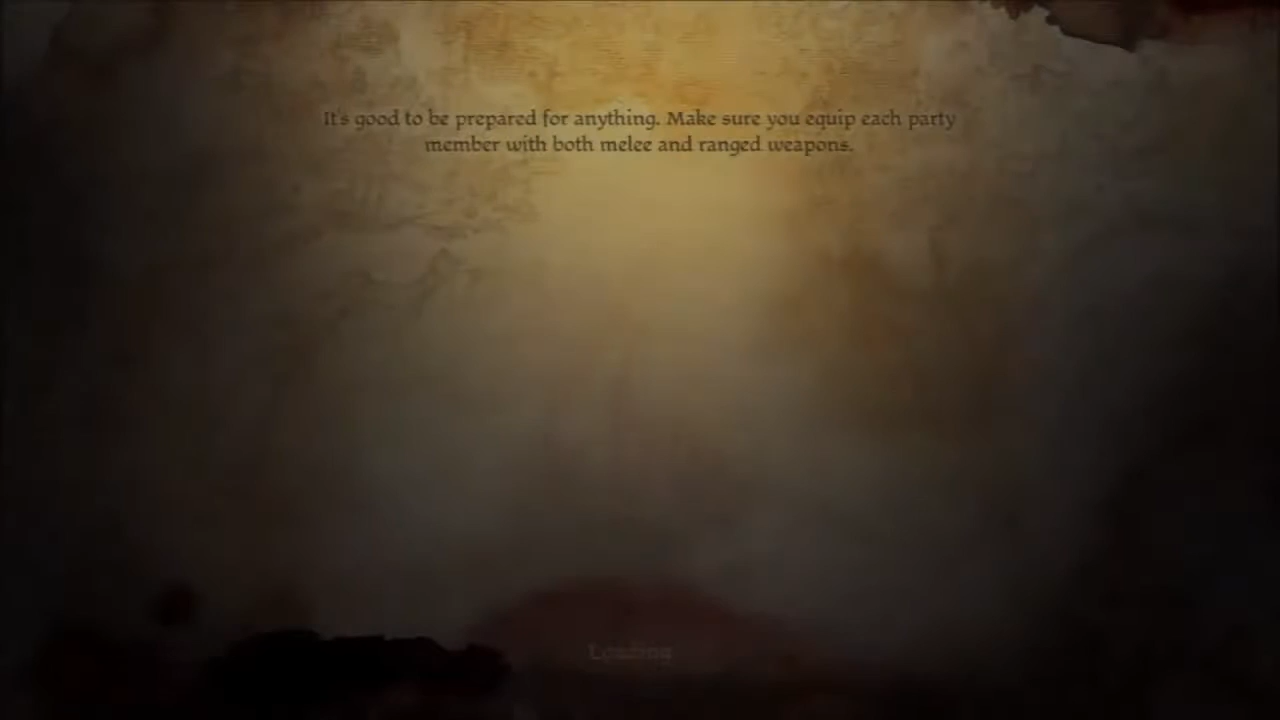 It's good to be prepared for anything. Make sure you equip each party
member with both melee and ranged weapons.
Loading